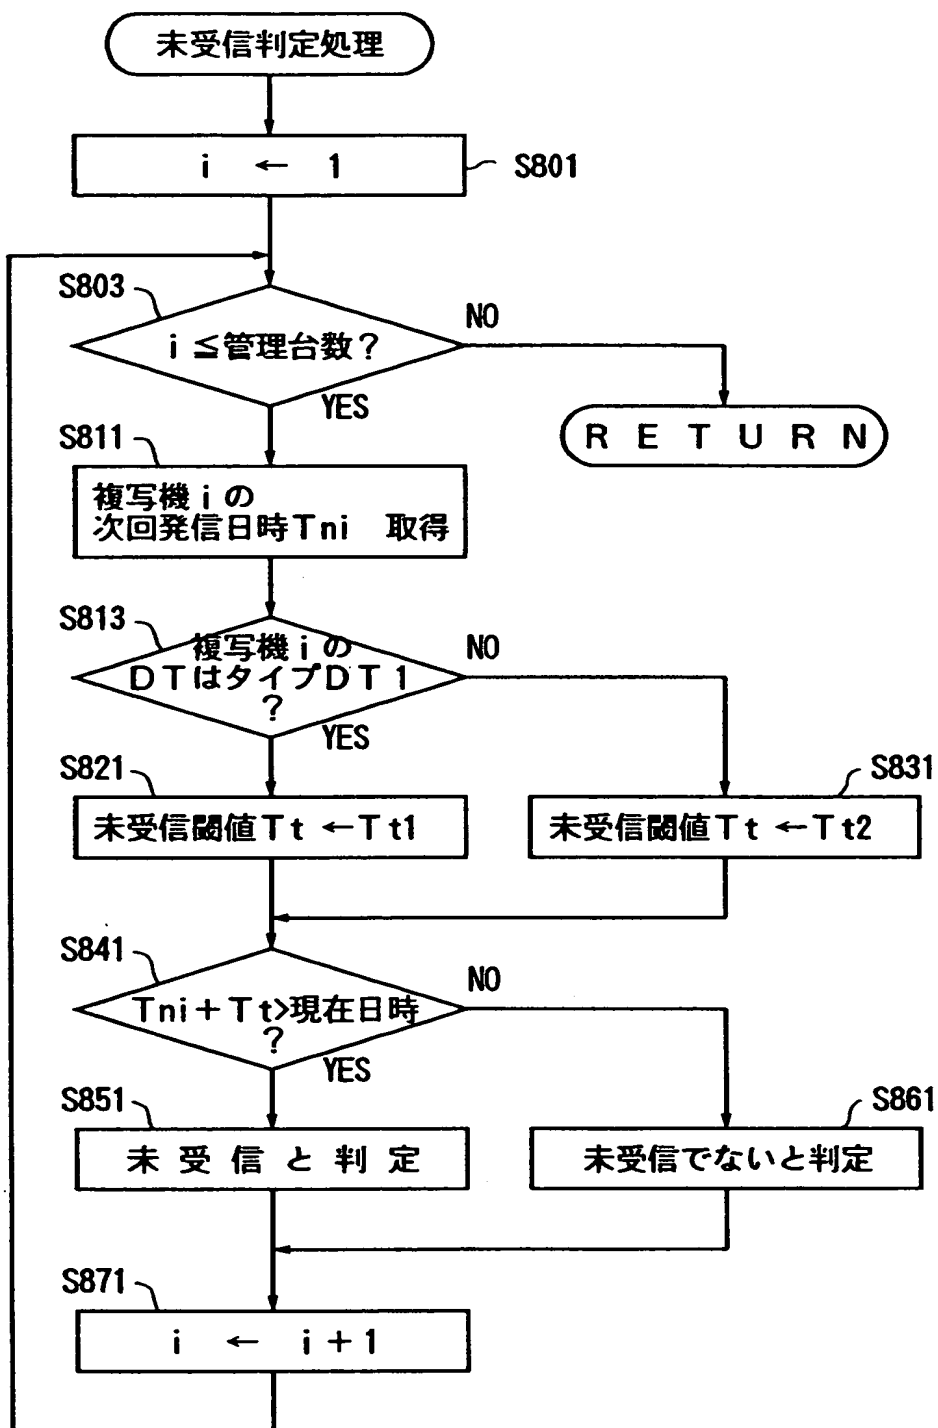 未受信判定処理
i ← 1
S801
S803
i≦管理台数?
NO
YES
RETURN
S811
複写機iの
次回発信日時Tni 取得
S813
複写機iの
DTはタイプDT1
?
NO
YES
S821
未受信閾値Tt←Tt1
S831
未受信閾値Tt←Tt2
S841
Tni+Tt>現在日時
?
NO
YES
S851
未受信と判定
S861
未受信でないと判定
S871
i ← i+1